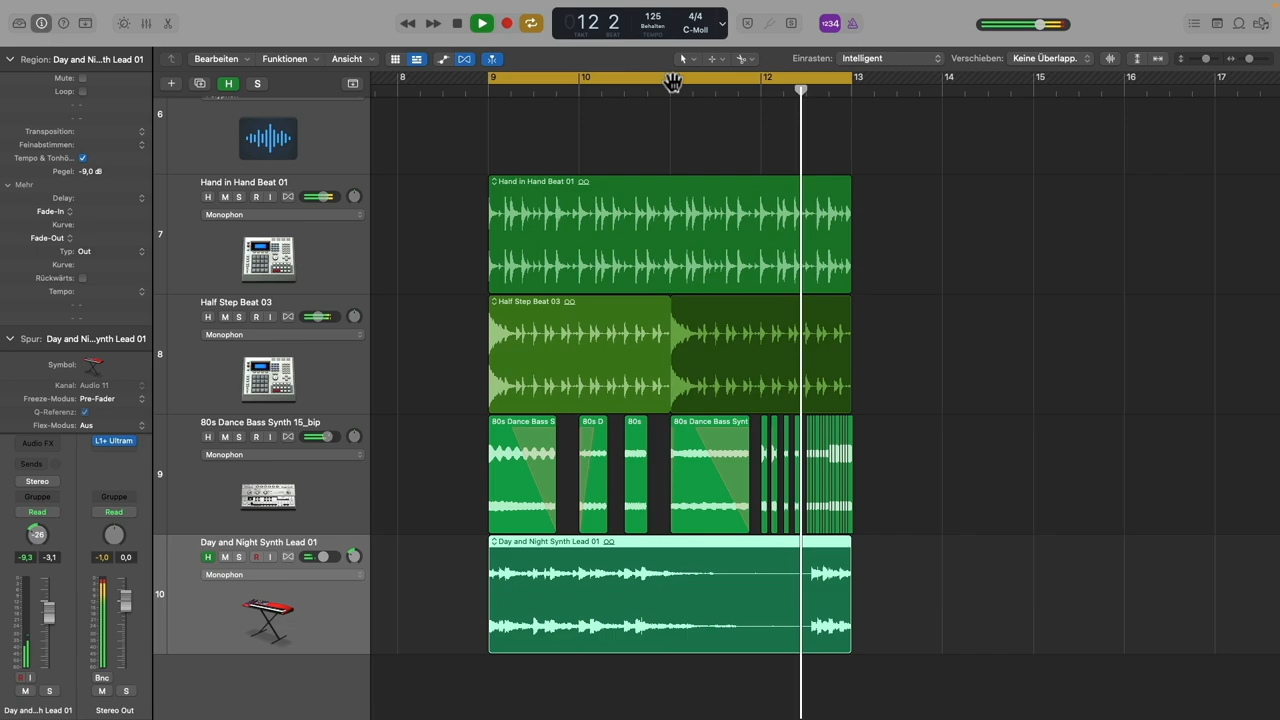 12 2
TAKT BEAT
125
Behalten
TEMPO
4/4
C-Moll
1234
Region: Day and Ni...th Lead 01
Bearbeiten
Funktionen
Ansicht
Einrasten: Intelligent
Verschieben: Keine Überlapp.
Mute:
Loop:
Transposition:
Feinabstimmen:
Tempo & Tonhö...
Pegel: -9,0 dB
Mehr
Delay:
Fade-In
Kurve:
Fade-Out
Typ: Out
Kurve:
Rückwärts:
Tempo:
Spur: Day and Ni...ynth Lead 01
Symbol:
Kanal: Audio 11
Freeze-Modus: Pre-Fader
Q-Referenz:
Flex-Modus: Aus
Audio FX
L1+ Ultram
Sends
Stereo
Gruppe Gruppe
Read Read
-26
-9,3 -3,1 -1,0 0,0
R I
Bnc
M S M S
Day and...h Lead 01
Stereo Out
H S
8 9 10 12 13 14 15 16 17
6
7
Hand in Hand Beat 01
H M S R I
Monophon
8
Half Step Beat 03
H M S R I
Monophon
9
80s Dance Bass Synth 15_bip
H M S R I
Monophon
10
Day and Night Synth Lead 01
H M S R I
Monophon
Hand in Hand Beat 01
Half Step Beat 03
80s Dance Bass S
80s D
80s
80s Dance Bass Synt
Day and Night Synth Lead 01